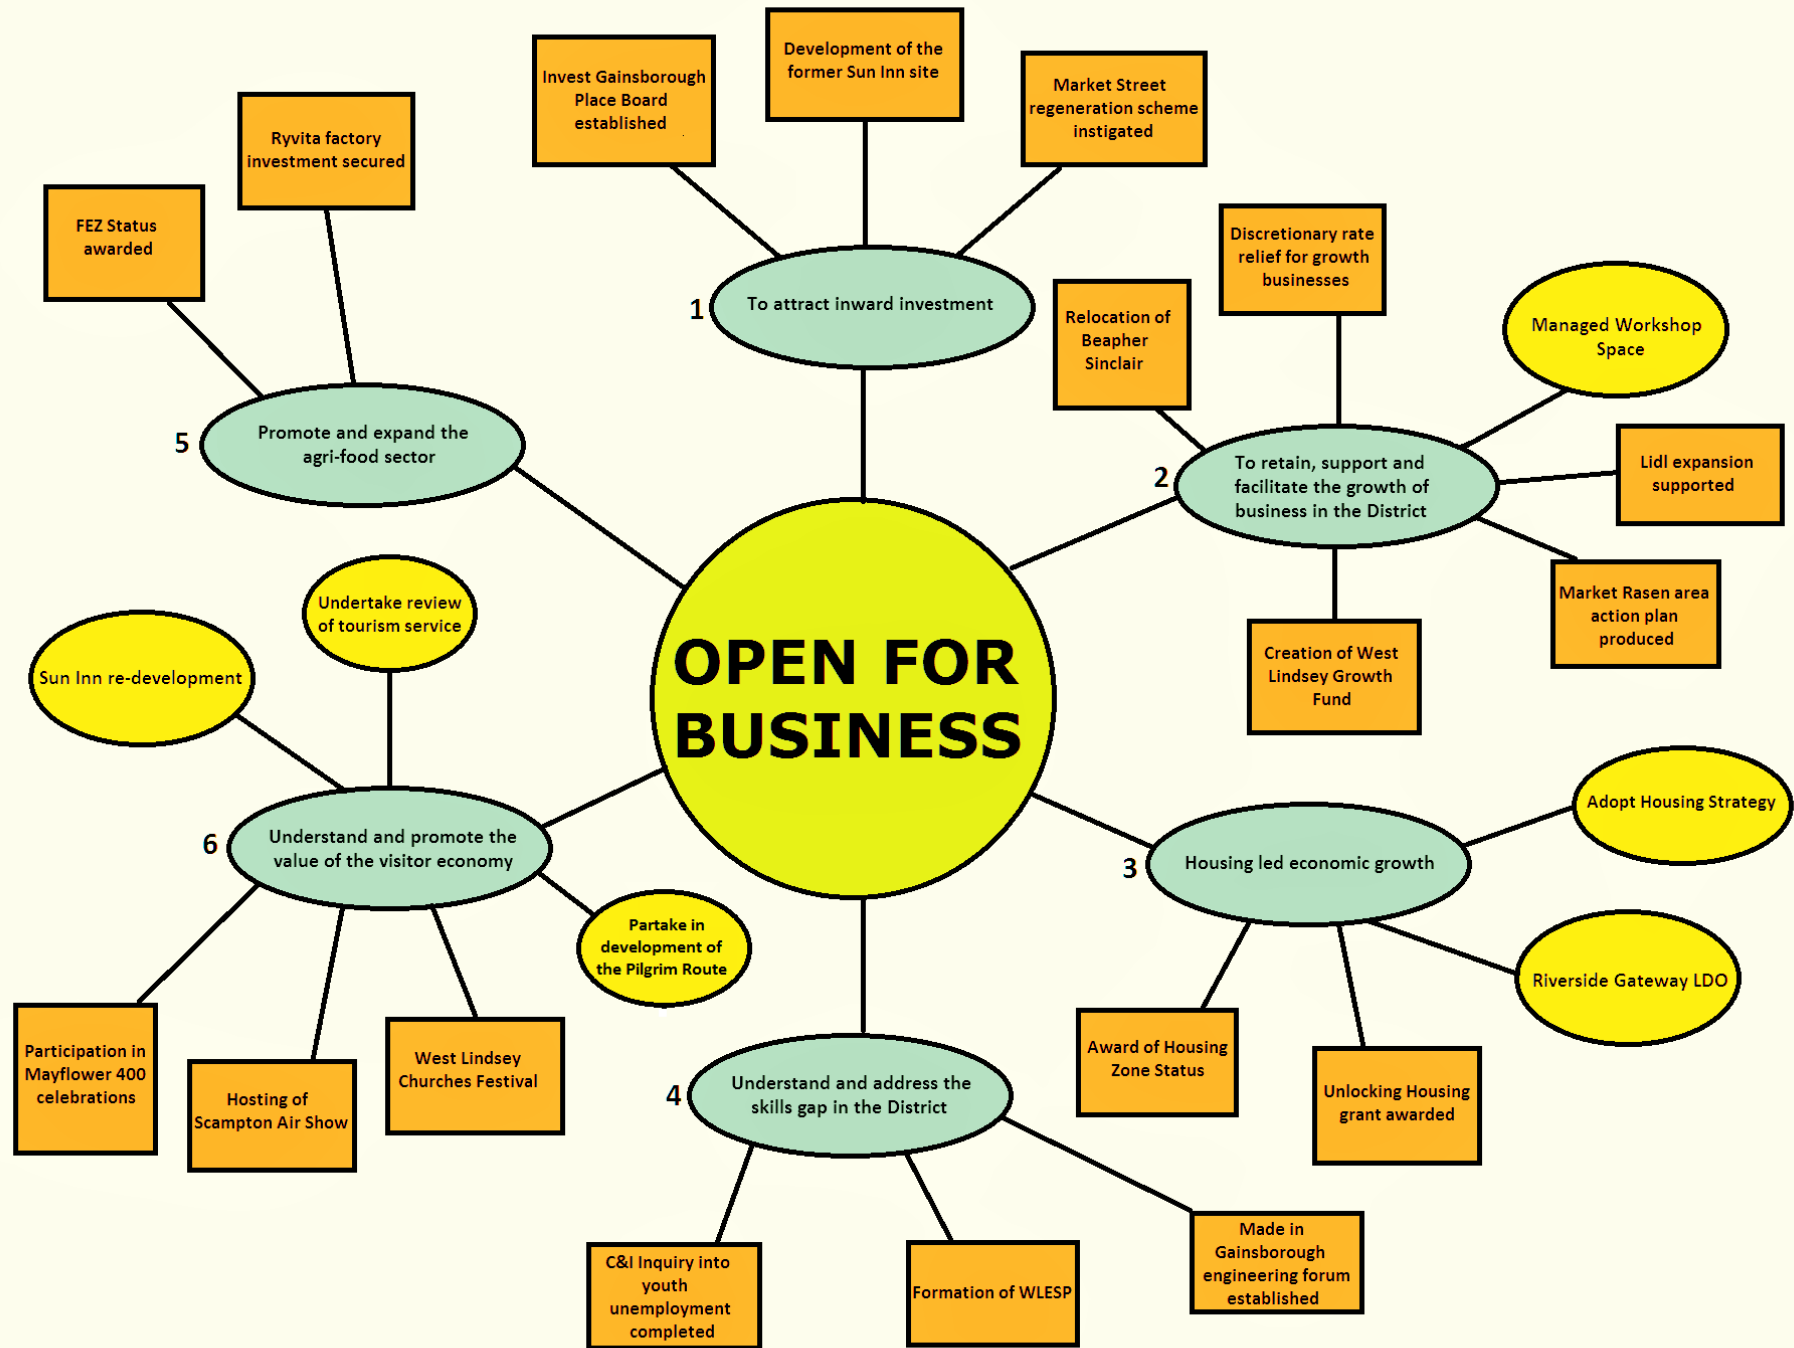 OPEN FOR
BUSINESS
1
To attract inward investment
Invest Gainsborough
Place Board
established
Development of the
former Sun Inn site
Market Street
regeneration scheme
instigated
2
To retain, support and
facilitate the growth of
business in the District
Relocation of
Beapher
Sinclair
Discretionary rate
relief for growth
businesses
Managed Workshop
Space
Lidl expansion
supported
Market Rasen area
action plan
produced
Creation of West
Lindsey Growth
Fund
3
Housing led economic growth
Adopt Housing Strategy
Riverside Gateway LDO
Unlocking Housing
grant awarded
Award of Housing
Zone Status
4
Understand and address the
skills gap in the District
Made in
Gainsborough
engineering forum
established
Formation of WLESP
C&I Inquiry into
youth
unemployment
completed
5
Promote and expand the
agri-food sector
FEZ Status
awarded
Ryvita factory
investment secured
6
Understand and promote the
value of the visitor economy
Sun Inn re-development
Undertake review
of tourism service
Partake in
development of
the Pilgrim Route
West Lindsey
Churches Festival
Hosting of
Scampton Air Show
Participation in
Mayflower 400
celebrations